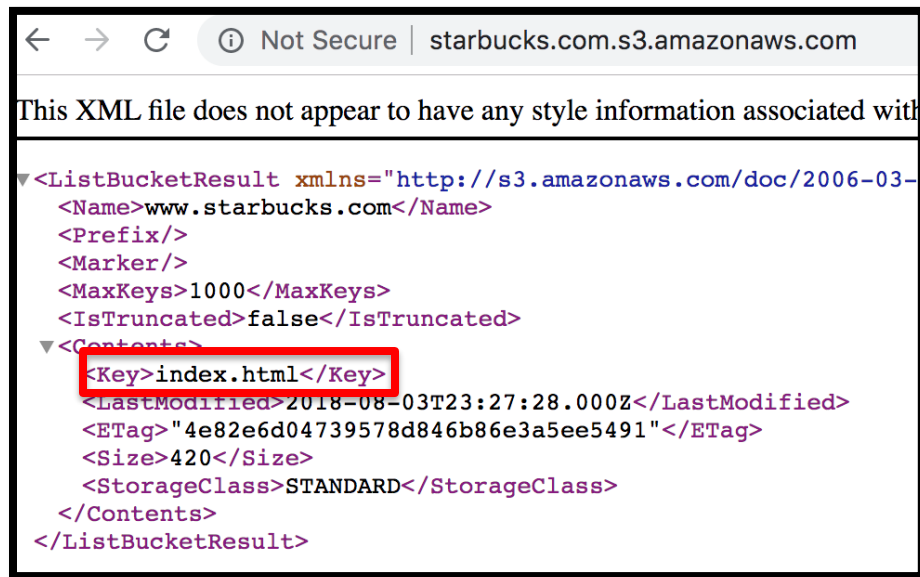 Not Secure | starbucks.com.s3.amazonaws.com
This XML file does not appear to have any style information associated with
▼<ListBucketResult xmlns="http://s3.amazonaws.com/doc/2006-03-
<Name>www.starbucks.com</Name>
<Prefix/>
<Marker/>
<MaxKeys>1000</MaxKeys>
<IsTruncated>false</IsTruncated>
▼<Contents>
<Key>index.html</Key>
<LastModified>2018-08-03T23:27:28.000Z</LastModified>
<ETag>"4e82e6d04739578d846b86e3a5ee5491"</ETag>
<Size>420</Size>
<StorageClass>STANDARD</StorageClass>
</Contents>
</ListBucketResult>